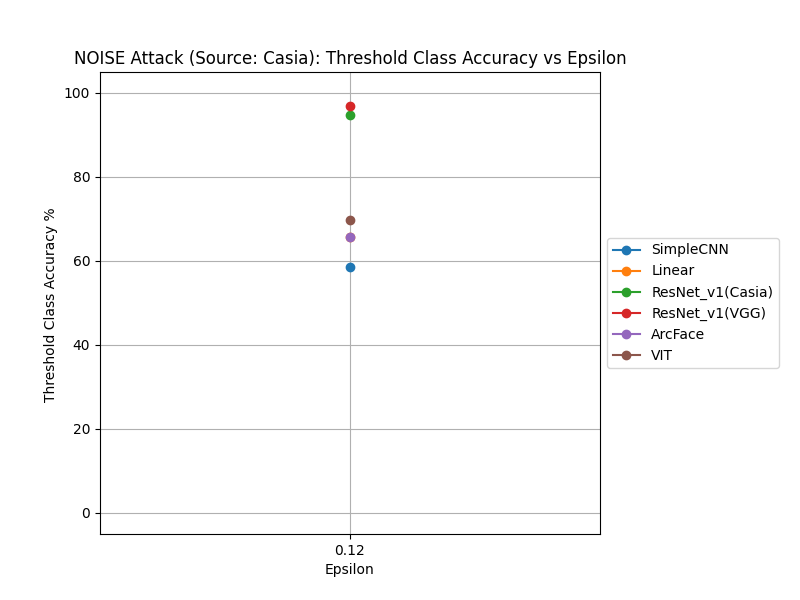 NOISE Attack (Source: Casia): Threshold Class Accuracy vs Epsilon
Threshold Class Accuracy %
100
80
60
40
20
0
0.12
Epsilon
SimpleCNN
Linear
ResNet_v1(Casia)
ResNet_v1(VGG)
ArcFace
VIT